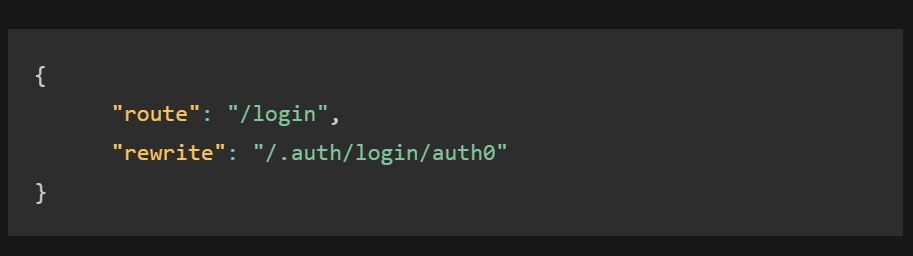 {
"route": "/login",
"rewrite": "/.auth/login/auth0"
}